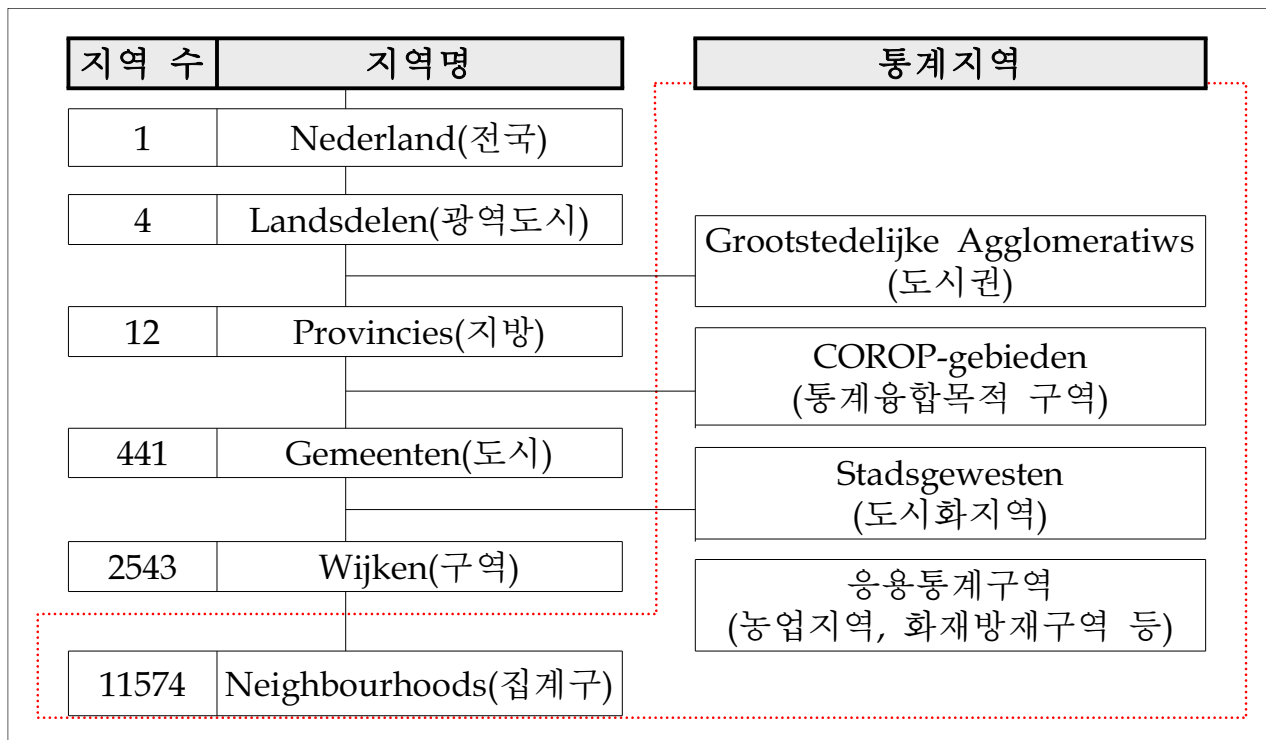 지역 수 지역명 통계지역
1 Nederland(전국)
4 Landsdelen(광역도시)
Grootstedelijke Agglomeratiws
(도시권)
12 Provincies(지방)
COROP-gebieden
(통계융합목적 구역)
441 Gemeenten(도시)
Stadsgewesten
(도시화지역)
2543 Wijken(구역)
응용통계구역
(농업지역, 화재방재구역 등)
11574 Neighbourhoods(집계구)